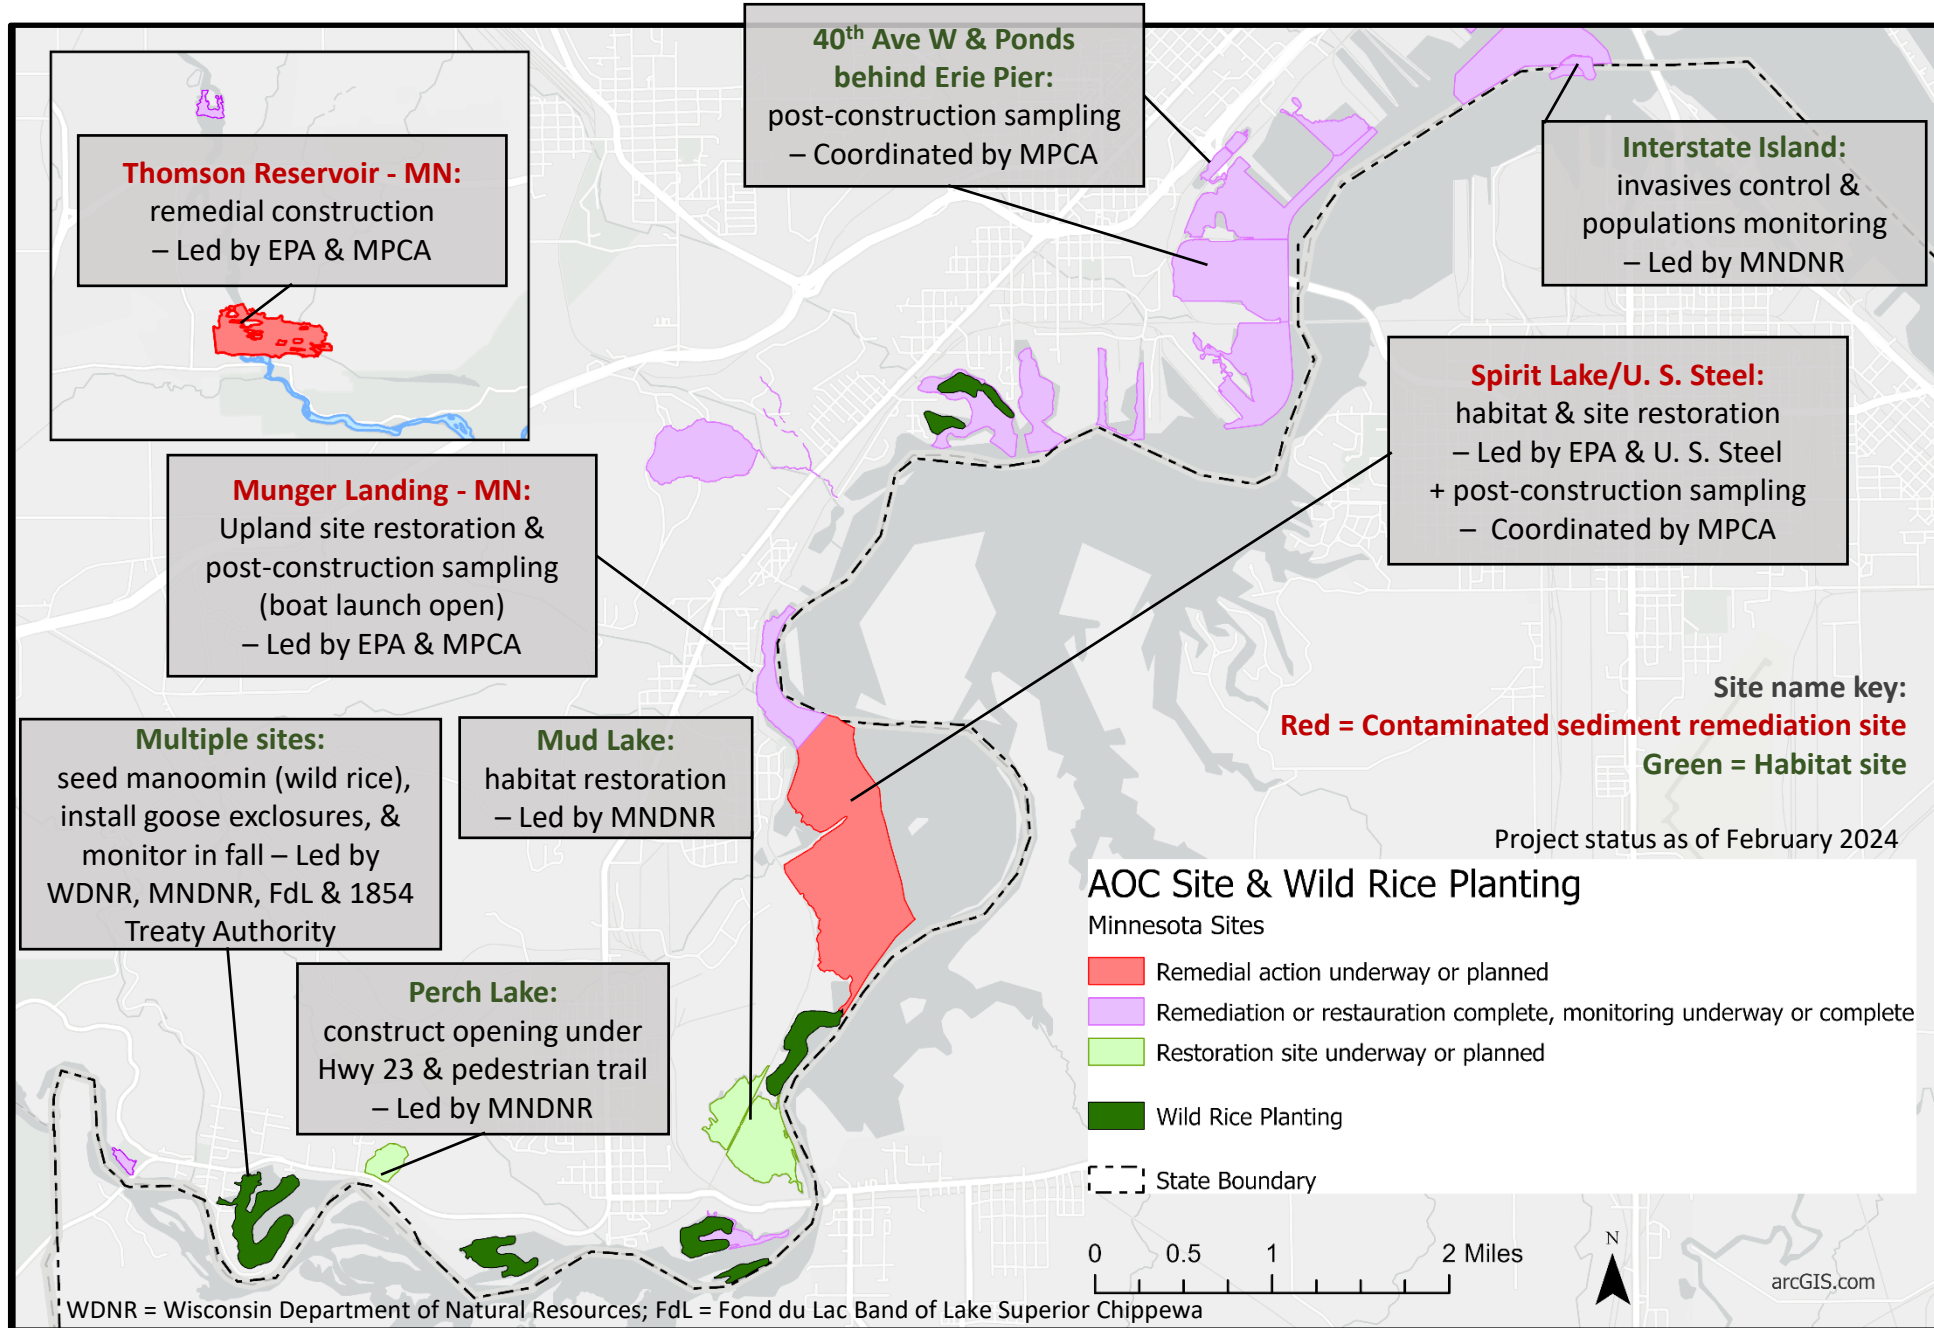 40th Ave W & Ponds
behind Erie Pier:
post-construction sampling
– Coordinated by MPCA
Thomson Reservoir - MN:
remedial construction
– Led by EPA & MPCA
Interstate Island:
invasives control &
populations monitoring
– Led by MNDNR
Spirit Lake/U. S. Steel:
habitat & site restoration
– Led by EPA & U. S. Steel
+ post-construction sampling
– Coordinated by MPCA
Munger Landing - MN:
Upland site restoration &
post-construction sampling
(boat launch open)
– Led by EPA & MPCA
Multiple sites:
seed manoomin (wild rice),
install goose exclosures, &
monitor in fall – Led by
WDNR, MNDNR, FdL & 1854
Treaty Authority
Mud Lake:
habitat restoration
– Led by MNDNR
Perch Lake:
construct opening under
Hwy 23 & pedestrian trail
– Led by MNDNR
Site name key:
Red = Contaminated sediment remediation site
Green = Habitat site
Project status as of February 2024
AOC Site & Wild Rice Planting
Minnesota Sites
Remedial action underway or planned
Remediation or restauration complete, monitoring underway or complete
Restoration site underway or planned
Wild Rice Planting
State Boundary
0 0.5 1 2 Miles
N
arcGIS.com
WDNR = Wisconsin Department of Natural Resources; FdL = Fond du Lac Band of Lake Superior Chippewa